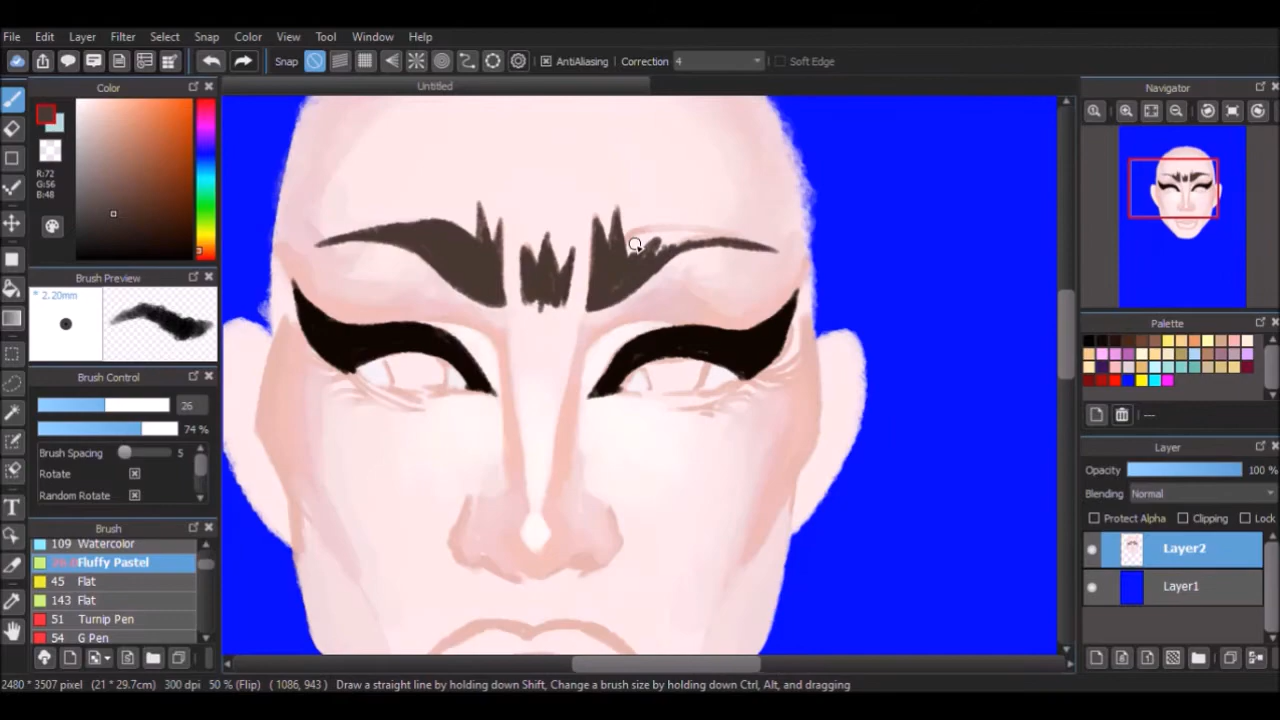 File Edit Layer Filter Select Snap Color View Tool Window Help
Snap AntiAliasing Correction 4 Soft Edge
Untitled
Color
R:72
G:56
B:48
Brush Preview
* 2.20mm
Brush Control
26
74 %
Brush Spacing 5
Rotate
Random Rotate
Brush
109 Watercolor
Fluffy Pastel
45 Flat
143 Flat
51 Turnip Pen
54 G Pen
Navigator
Palette
---
Layer
Opacity 100 %
Blending Normal
Protect Alpha Clipping Lock
Layer2
Layer1
2480 * 3507 pixel (21 * 29.7cm) 300 dpi 50 % (Flip) ( 1086, 943 ) Draw a straight line by holding down Shift, Change a brush size by holding down Ctrl, Alt, and dragging